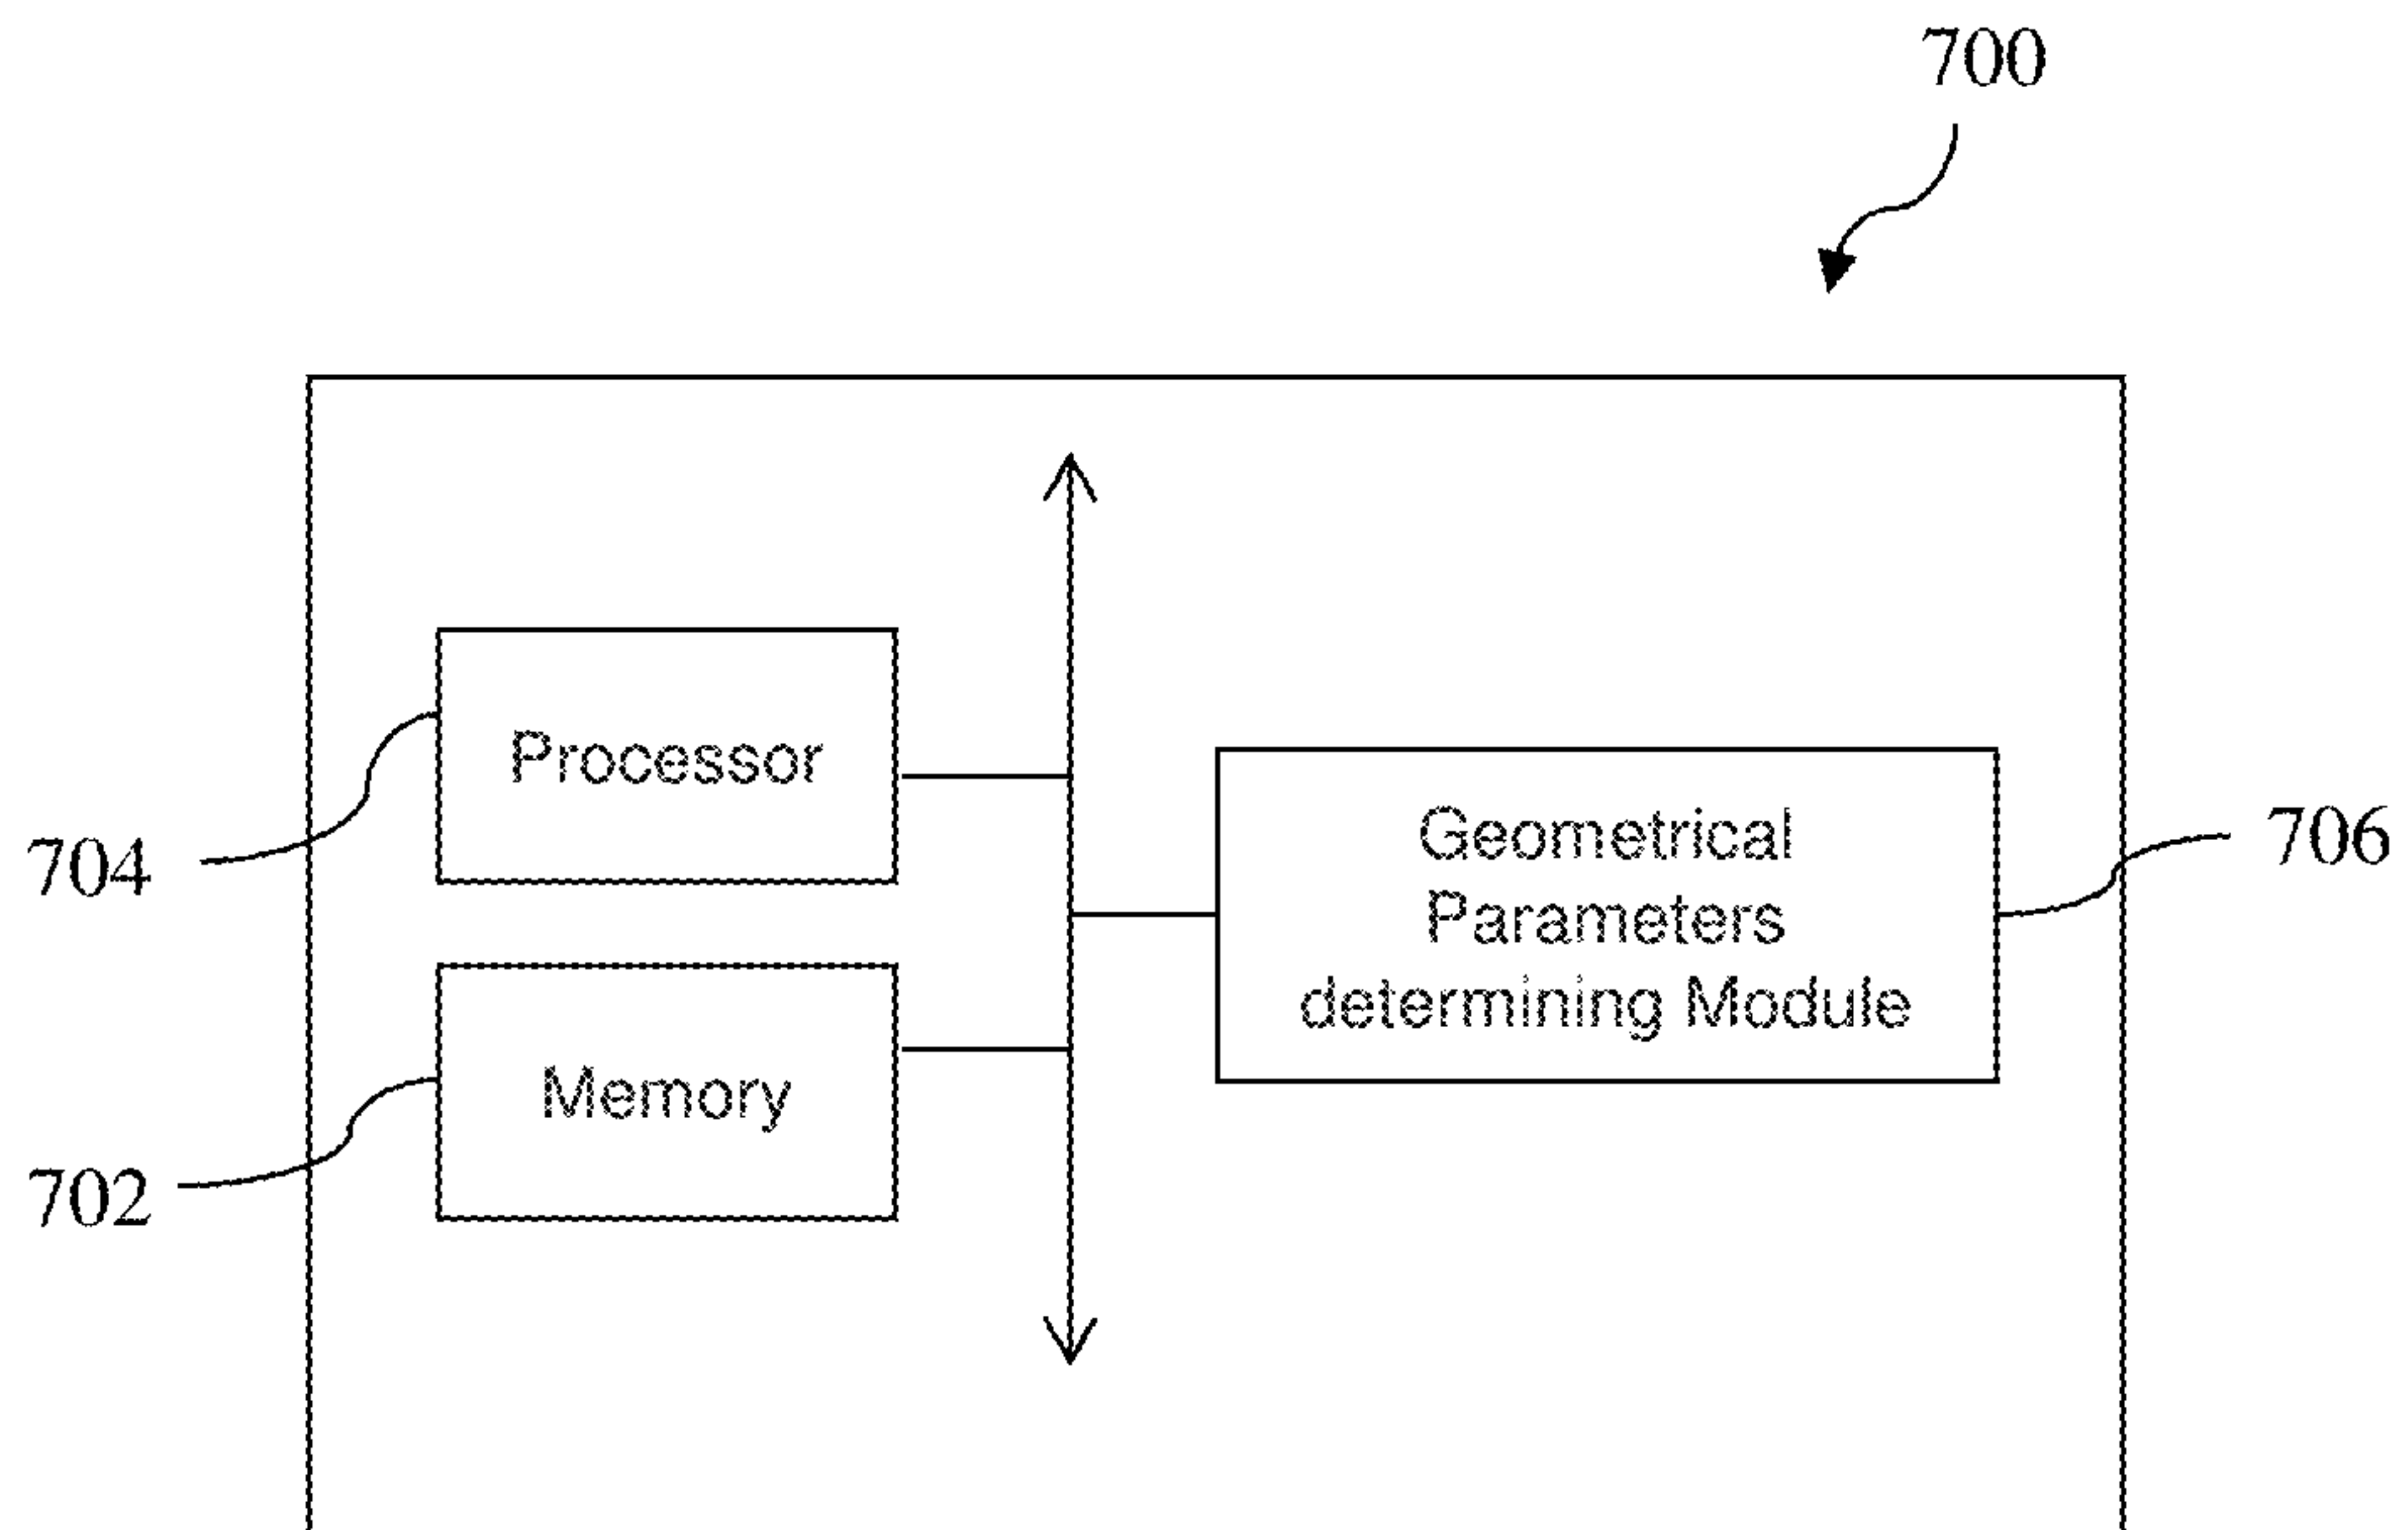 700
Processor
704
Geometrical
Parameters
determining Module
706
Memory
702